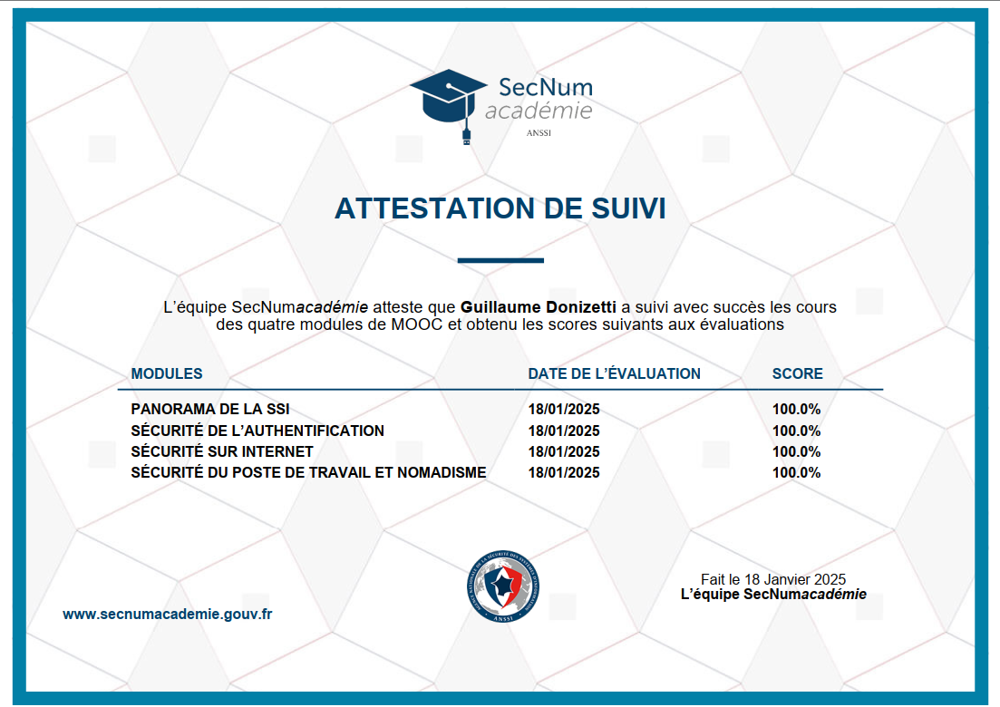 SecNum
académie
ANSSI
ATTESTATION DE SUIVI
L’équipe SecNumacadémie atteste que Guillaume Donizetti a suivi avec succès les cours
des quatre modules de MOOC et obtenu les scores suivants aux évaluations
MODULES DATE DE L’ÉVALUATION SCORE
PANORAMA DE LA SSI 18/01/2025 100.0%
SÉCURITÉ DE L’AUTHENTIFICATION 18/01/2025 100.0%
SÉCURITÉ SUR INTERNET 18/01/2025 100.0%
SÉCURITÉ DU POSTE DE TRAVAIL ET NOMADISME 18/01/2025 100.0%
AGENCE NATIONALE DE LA SÉCURITÉ DES SYSTÈMES D'INFORMATION
ANSSI
Fait le 18 Janvier 2025
L’équipe SecNumacadémie
www.secnumacademie.gouv.fr